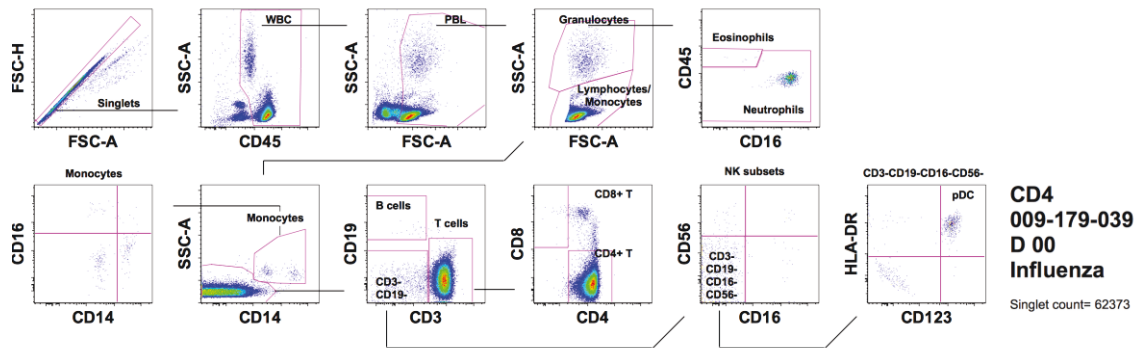 FSC-H
Singlets
FSC-A
SSC-A
WBC
CD45
SSC-A
PBL
FSC-A
SSC-A
Granulocytes
Lymphocytes/
Monocytes
FSC-A
CD45
Eosinophils
Neutrophils
CD16
Monocytes
CD16
CD14
SSC-A
Monocytes
CD14
CD19
B cells
T cells
CD3-
CD19-
CD3
CD8
CD8+ T
CD4+ T
CD4
NK subsets
CD56
CD3-
CD19-
CD16-
CD56-
CD16
CD3-CD19-CD16-CD56-
HLA-DR
pDC
CD123
CD4
009-179-039
D 00
Influenza
Singlet count= 62373